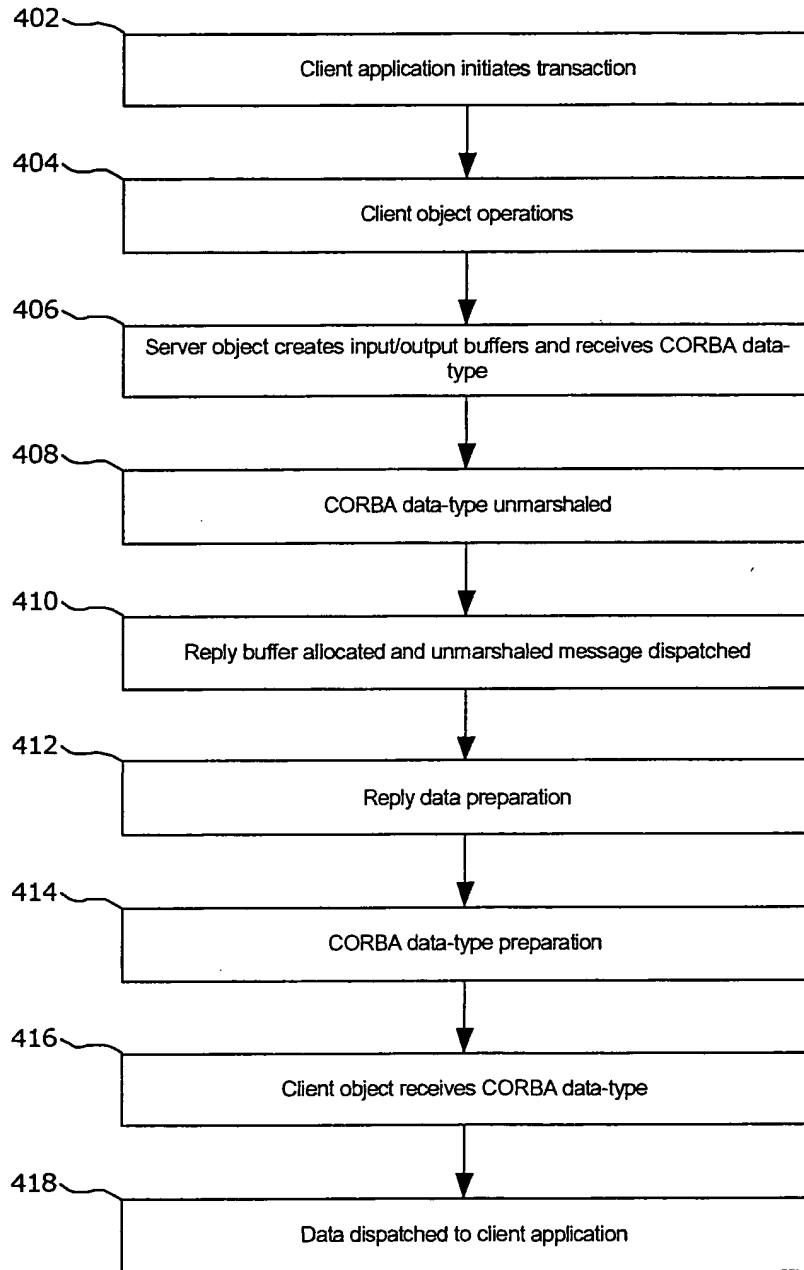 402
Client application initiates transaction
404
Client object operations
406
Server object creates input/output buffers and receives CORBA data-
type
408
CORBA data-type unmarshaled
410
Reply buffer allocated and unmarshaled message dispatched
412
Reply data preparation
414
CORBA data-type preparation
416
Client object receives CORBA data-type
418
Data dispatched to client application